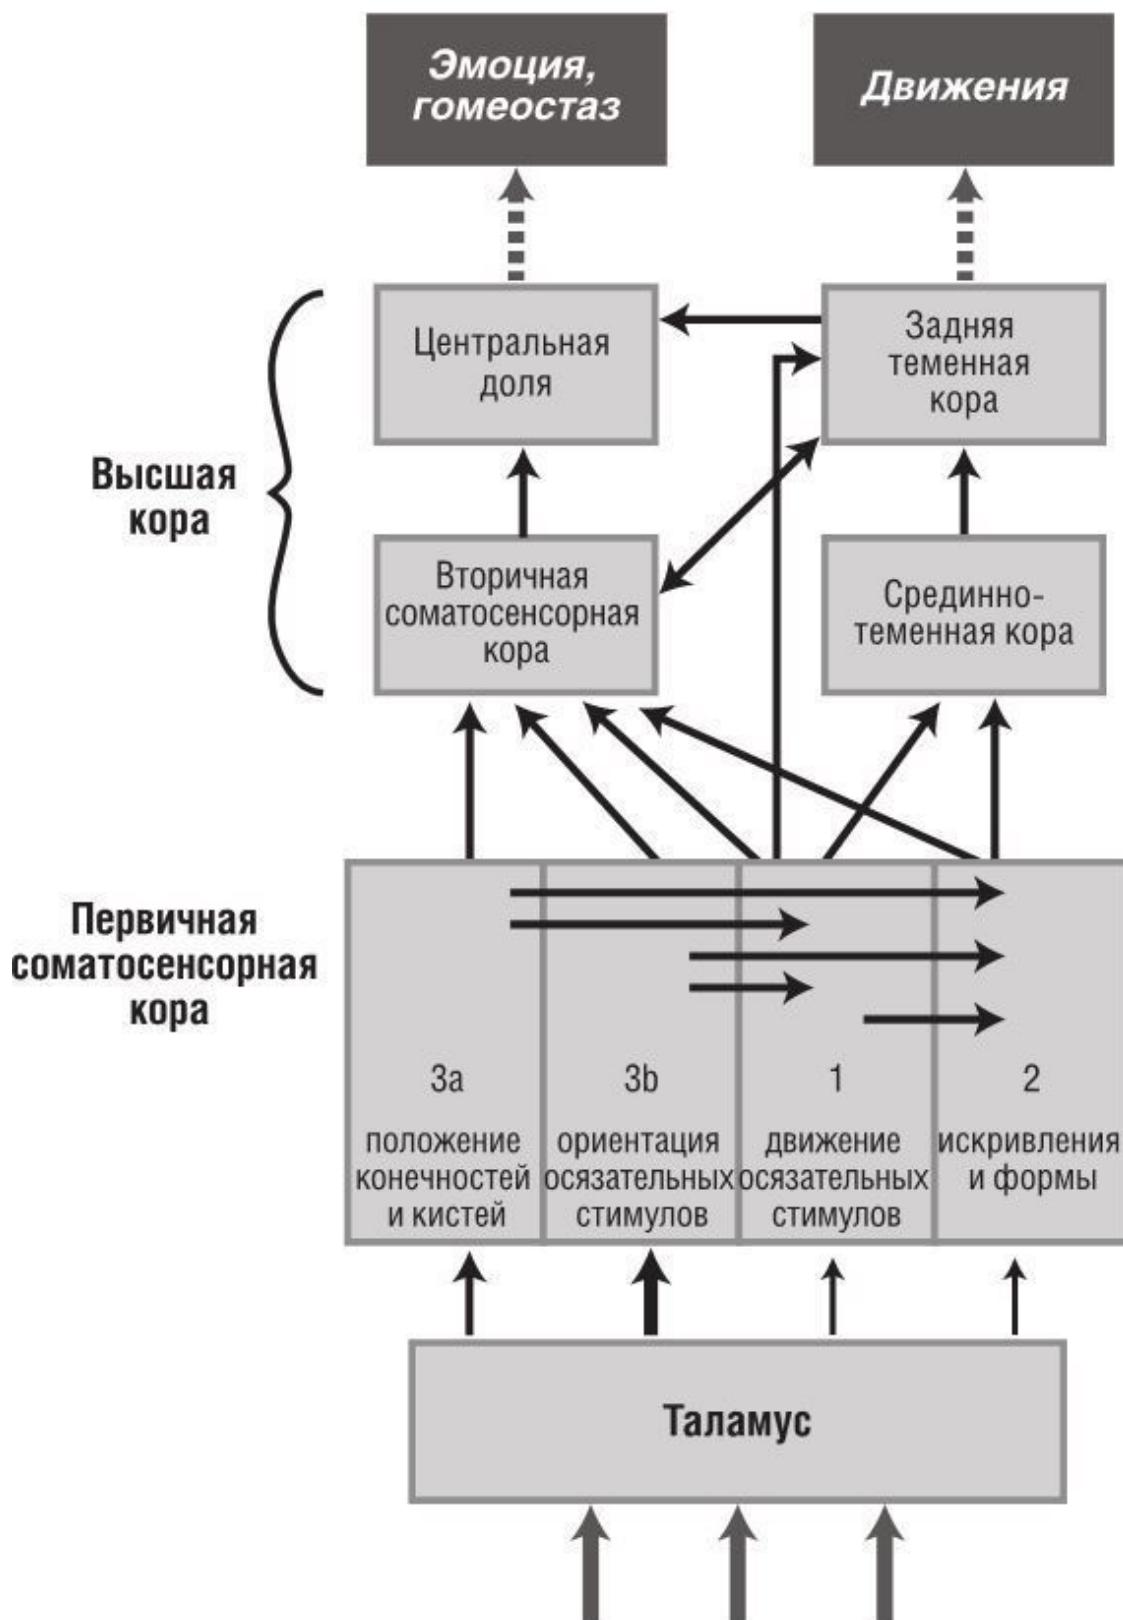 Эмоция,
гомеостаз
Движения
Центральная
доля
Задняя
теменная
кора
Высшая
кора
Вторичная
соматосенсорная
кора
Срединно-
теменная кора
Первичная
соматосенсорная
кора
3a
3b
1
2
положение
конечностей
и кистей
ориентация
осязательных
стимулов
движение
осязательных
стимулов
искривления
и формы
Таламус